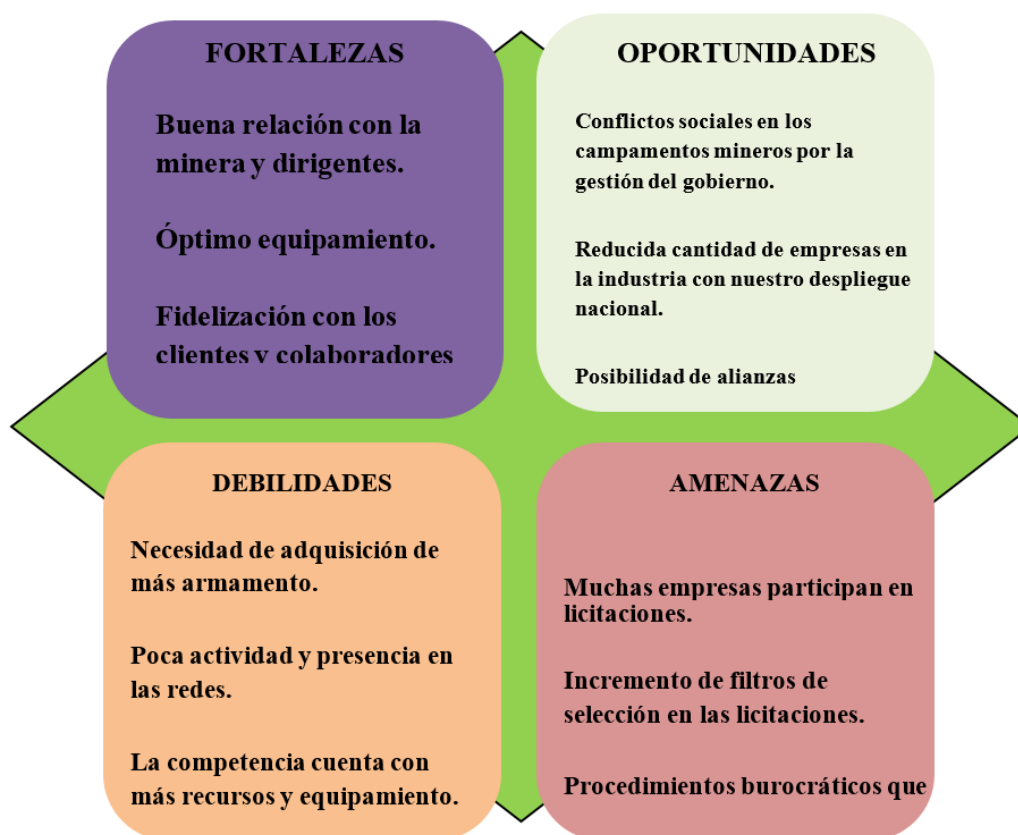 FORTALEZAS
Buena relación con la
minera y dirigentes.
Óptimo equipamiento.
Fidelización con los
clientes y colaboradores
OPORTUNIDADES
Conflictos sociales en los
campamentos mineros por la
gestión del gobierno.
Reducida cantidad de empresas en
la industria con nuestro despliegue
nacional.
Posibilidad de alianzas
DEBILIDADES
Necesidad de adquisición de
más armamento.
Poca actividad y presencia en
las redes.
La competencia cuenta con
más recursos y equipamiento.
AMENAZAS
Muchas empresas participan en
licitaciones.
Incremento de filtros de
selección en las licitaciones.
Procedimientos burocráticos que